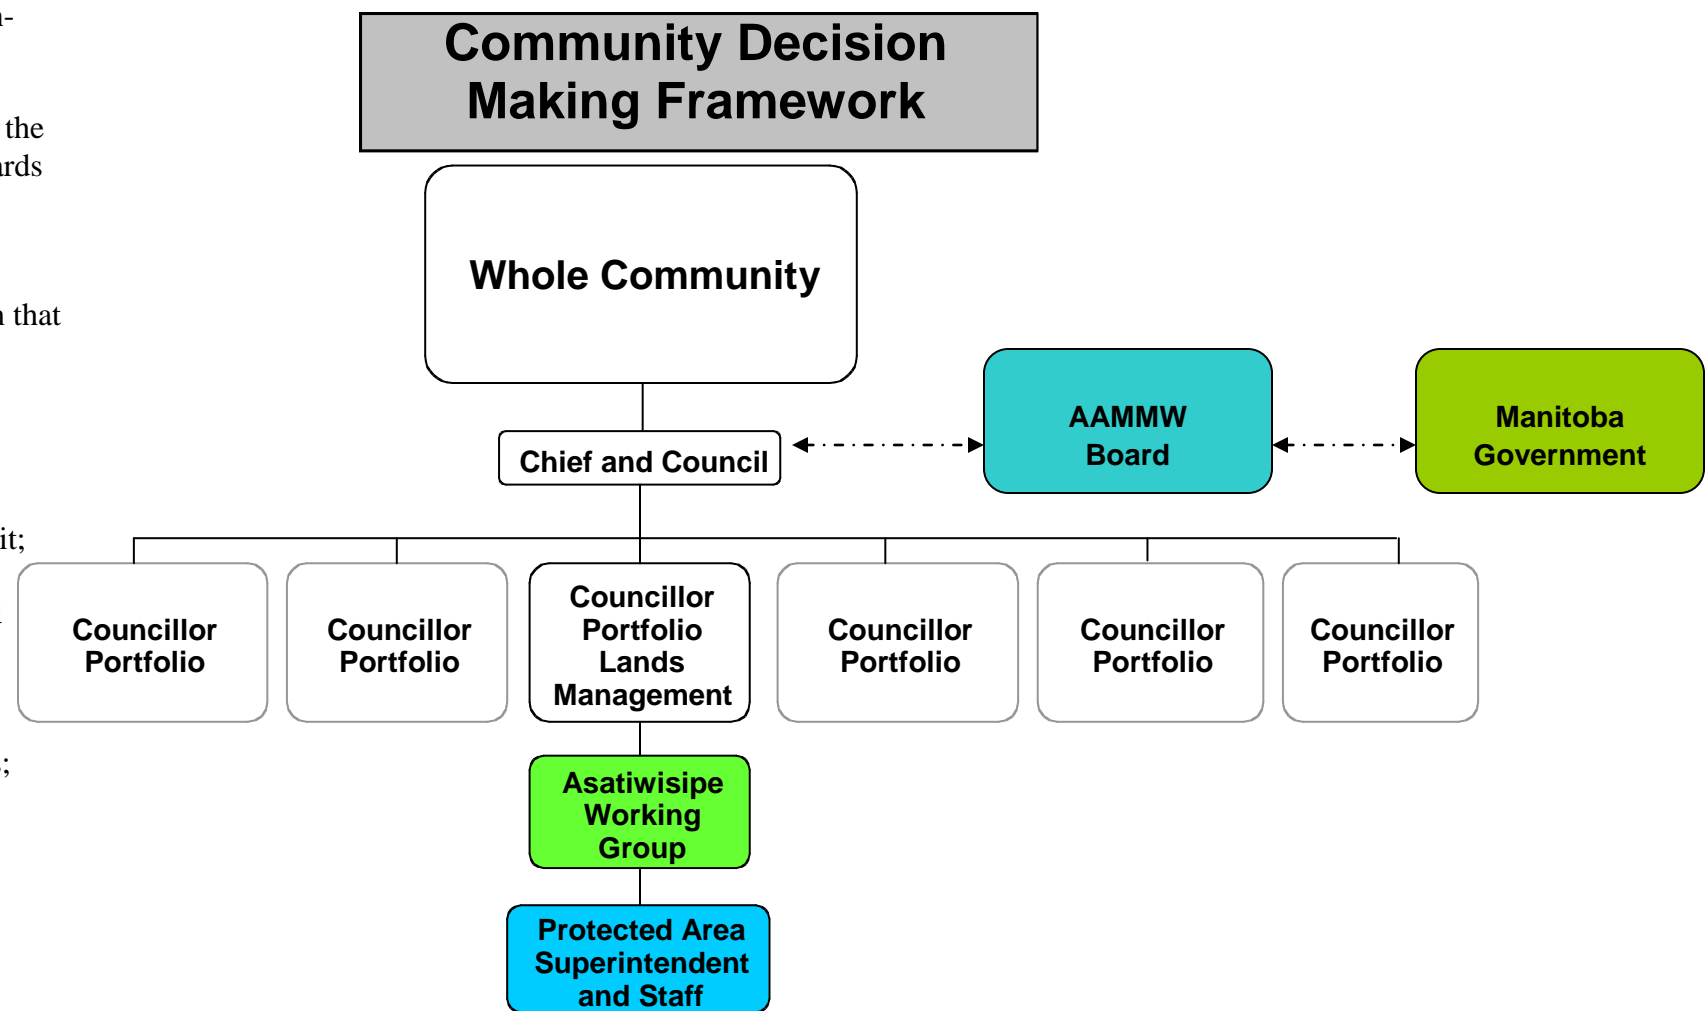 n-
the
ards
n that
it;
s;
Community Decision
Making Framework
Whole Community
Chief and Council
AAMMW
Board
Manitoba
Government
Councillor
Portfolio
Councillor
Portfolio
Councillor
Portfolio
Lands
Management
Councillor
Portfolio
Councillor
Portfolio
Councillor
Portfolio
Asatiwisipe
Working
Group
Protected Area
Superintendent
and Staff